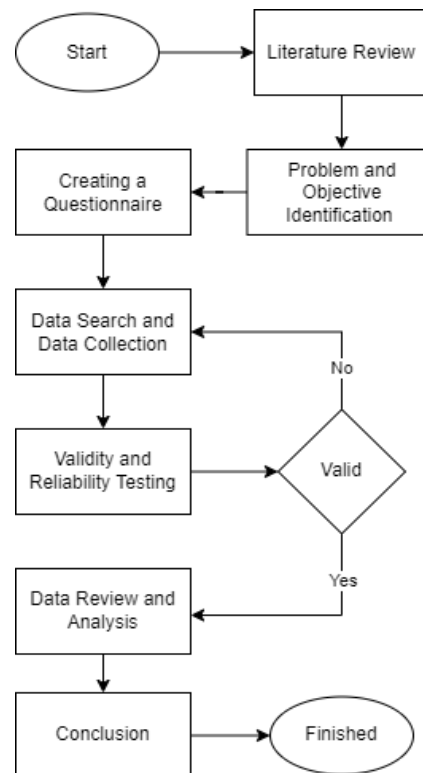 Start
Literature Review
Problem and
Objective
Identification
Creating a
Questionnaire
Data Search and
Data Collection
No
Validity and
Reliability Testing
Valid
Yes
Data Review and
Analysis
Conclusion
Finished